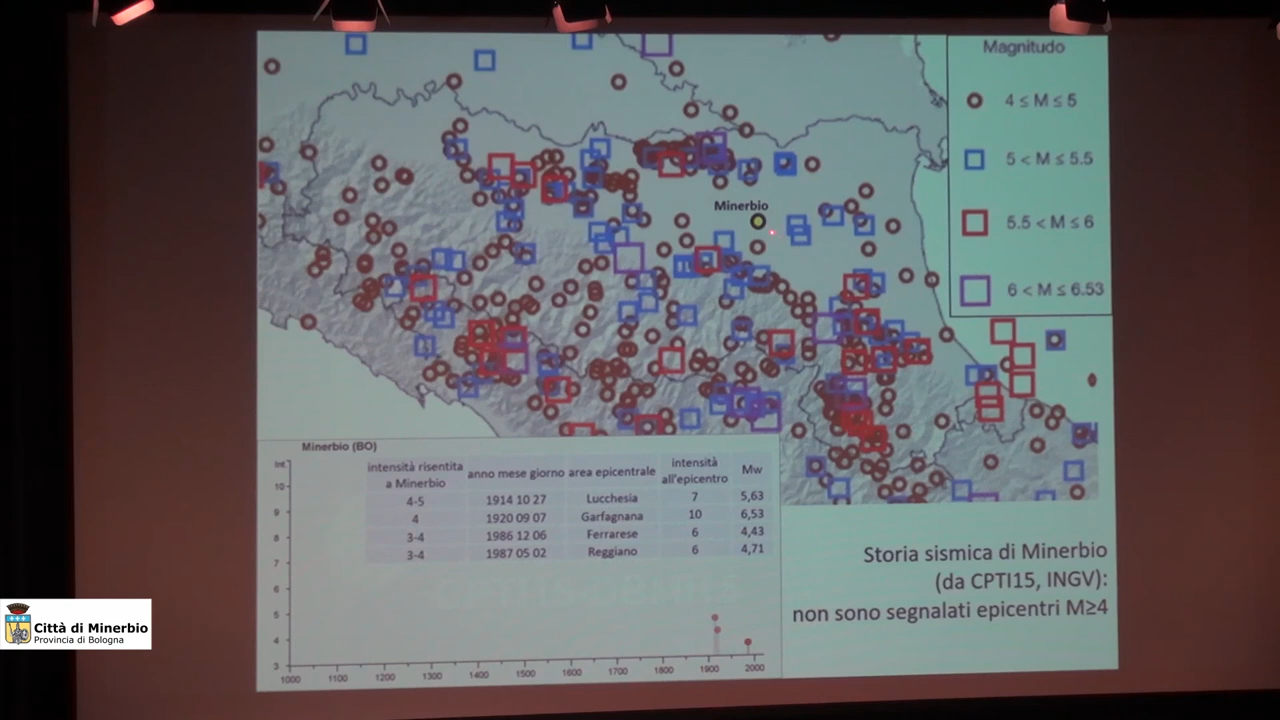 Magnitudo
4 ≤ M ≤ 5
5 < M ≤ 5.5
5.5 < M ≤ 6
6 < M ≤ 6.53
Minerbio
Minerbio (BO)
Int
10
9
8
7
6
5
4
3
1000 1100 1200 1300 1400 1500 1600 1700 1800 1900 2000
intensità risentita a Minerbio anno mese giorno area epicentrale intensità all'epicentro Mw
4-5 1914 10 27 Lucchesia 7 5,63
4 1920 09 07 Garfagnana 10 6,53
3-4 1986 12 06 Ferrarese 6 4,43
3-4 1987 05 02 Reggiano 6 4,71
Storia sismica di Minerbio
(da CPTI15, INGV):
non sono segnalati epicentri M≥4
Città di Minerbio
Provincia di Bologna